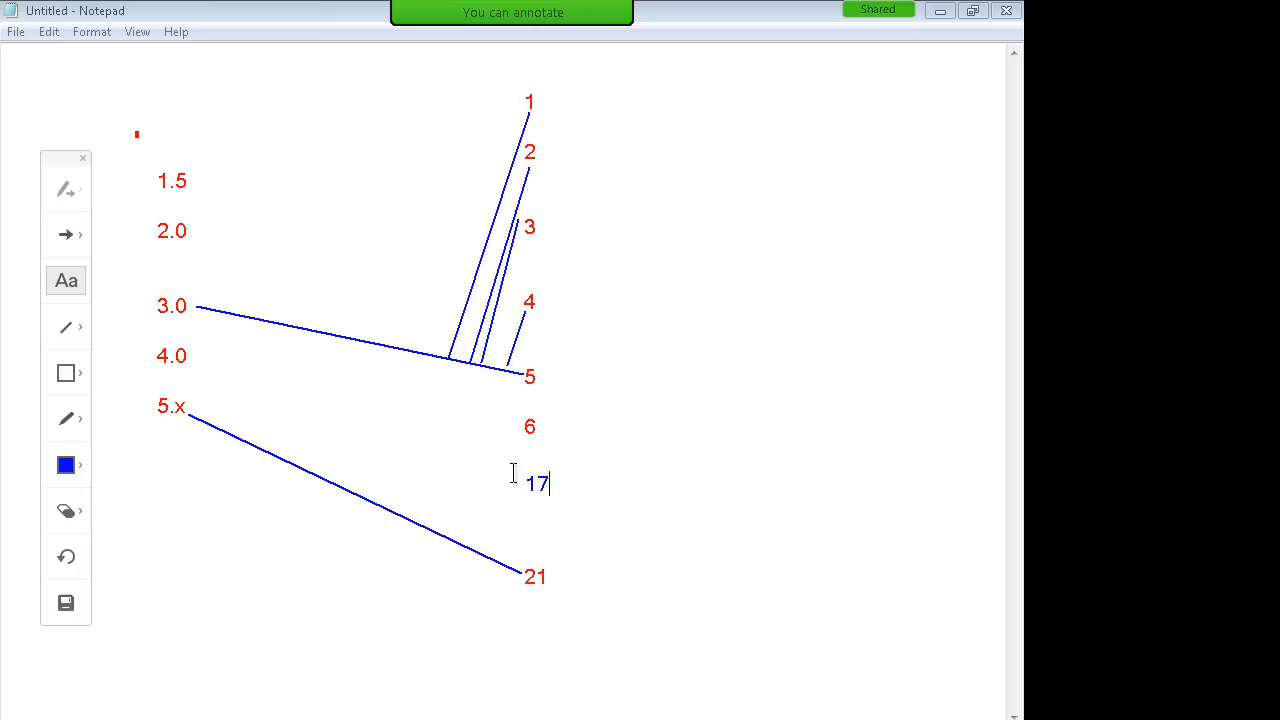 Untitled - Notepad
You can annotate
Shared
File Edit Format View Help
1
2
1.5
3
2.0
Aa
4
3.0
4.0
5
5.x
6
17
21